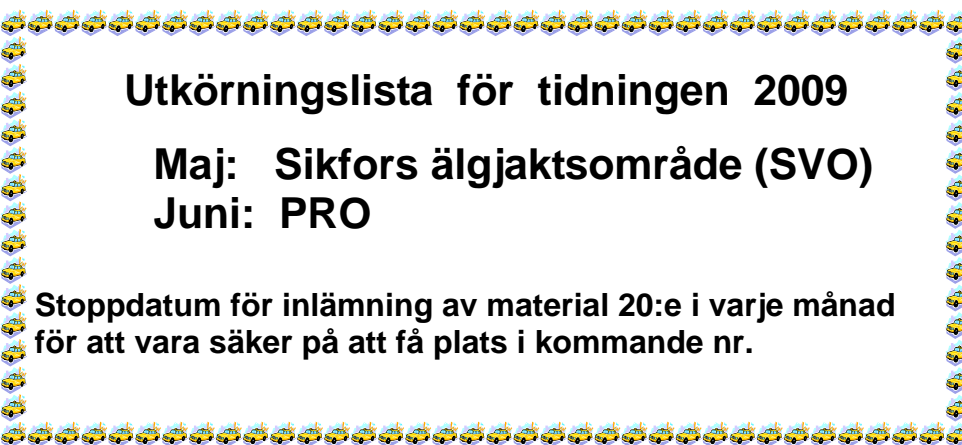 Utkörningslista för tidningen 2009
Maj: Sikfors älgjaktsområde (SVO)
Juni: PRO
Stoppdatum för inlämning av material 20:e i varje månad
för att vara säker på att få plats i kommande nr.